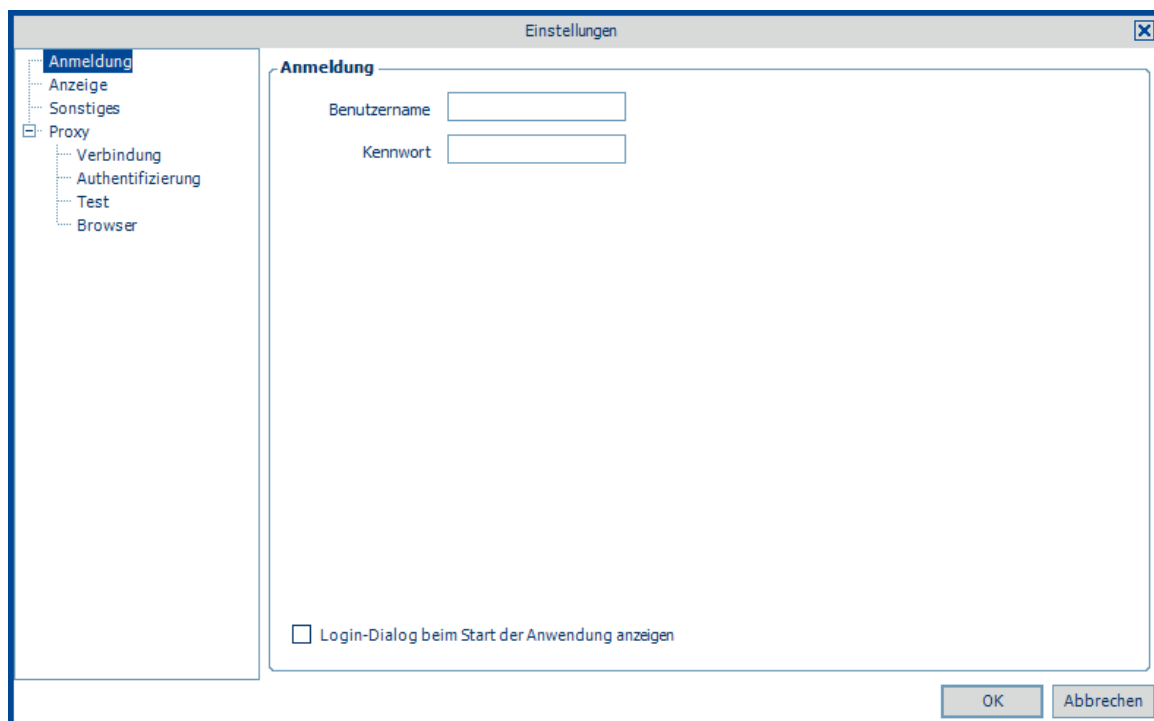 Einstellungen
Anmeldung
Anzeige
Sonstiges
Proxy
Verbindung
Authentifizierung
Test
Browser
Anmeldung
Benutzername
Kennwort
Login-Dialog beim Start der Anwendung anzeigen
OK
Abbrechen